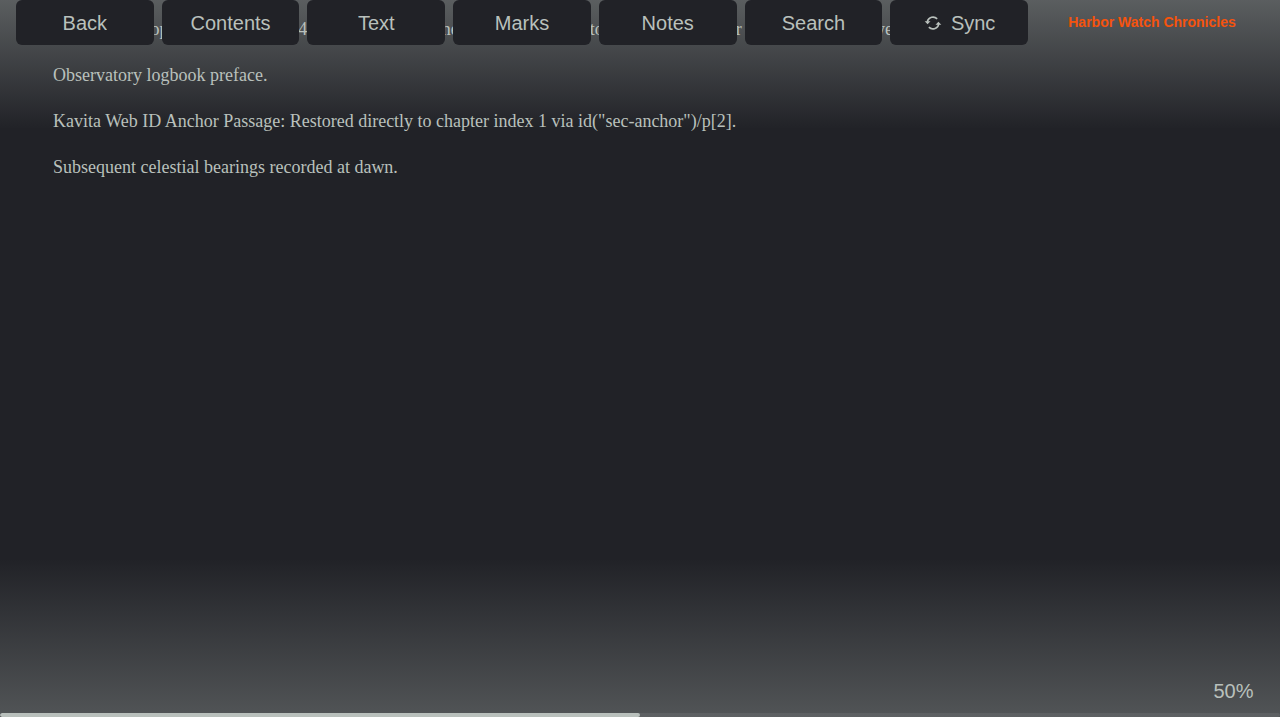 Back
Contents
Text
Marks
Notes
Search
Sync
Harbor Watch Chronicles
Observatory logbook preface.
Kavita Web ID Anchor Passage: Restored directly to chapter index 1 via id("sec-anchor")/p[2].
Subsequent celestial bearings recorded at dawn.
50%